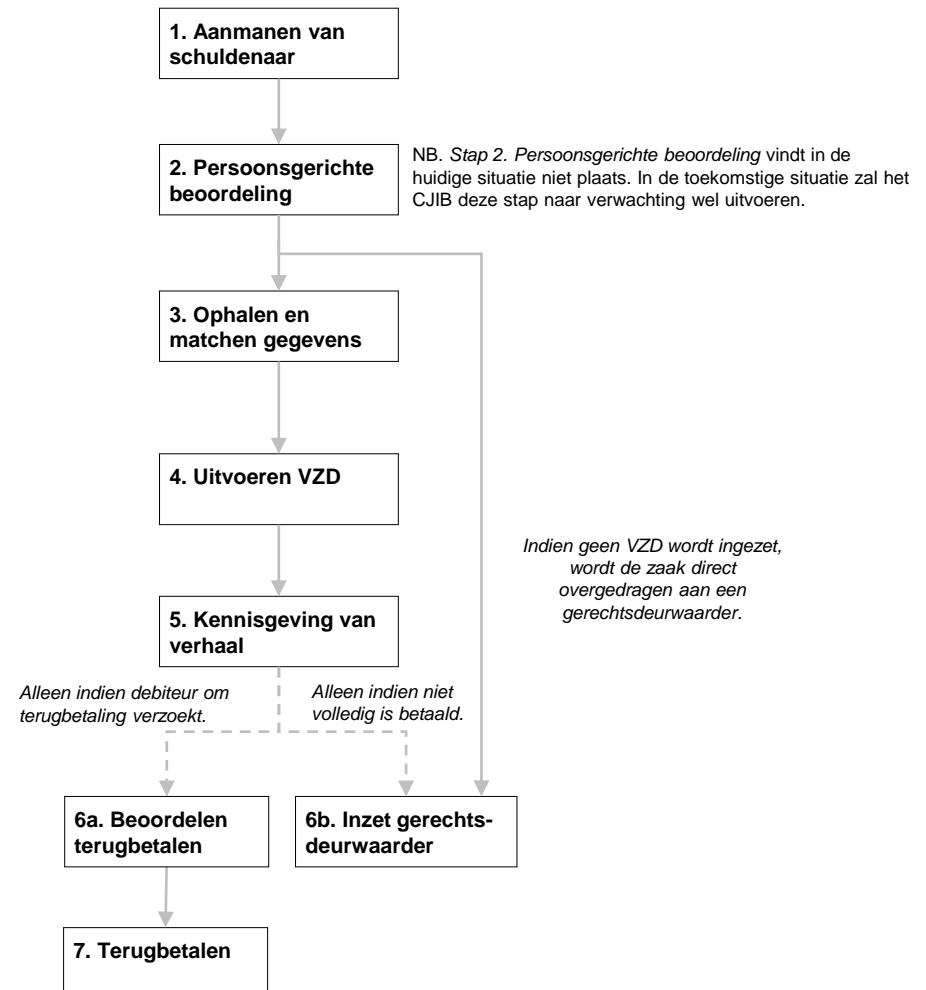 1. Aanmanen van
schuldenaar
2. Persoonsgerichte
beoordeling
NB. Stap 2. Persoonsgerichte beoordeling vindt in de
huidige situatie niet plaats. In de toekomstige situatie zal het
CJIB deze stap naar verwachting wel uitvoeren.
3. Ophalen en
matchen gegevens
4. Uitvoeren VZD
Indien geen VZD wordt ingezet,
wordt de zaak direct
overgedragen aan een
gerechtsdeurwaarder.
5. Kennisgeving van
verhaal
Alleen indien debiteur om
terugbetaling verzoekt.
Alleen indien niet
volledig is betaald.
6a. Beoordelen
terugbetalen
6b. Inzet gerechts-
deurwaarder
7. Terugbetalen